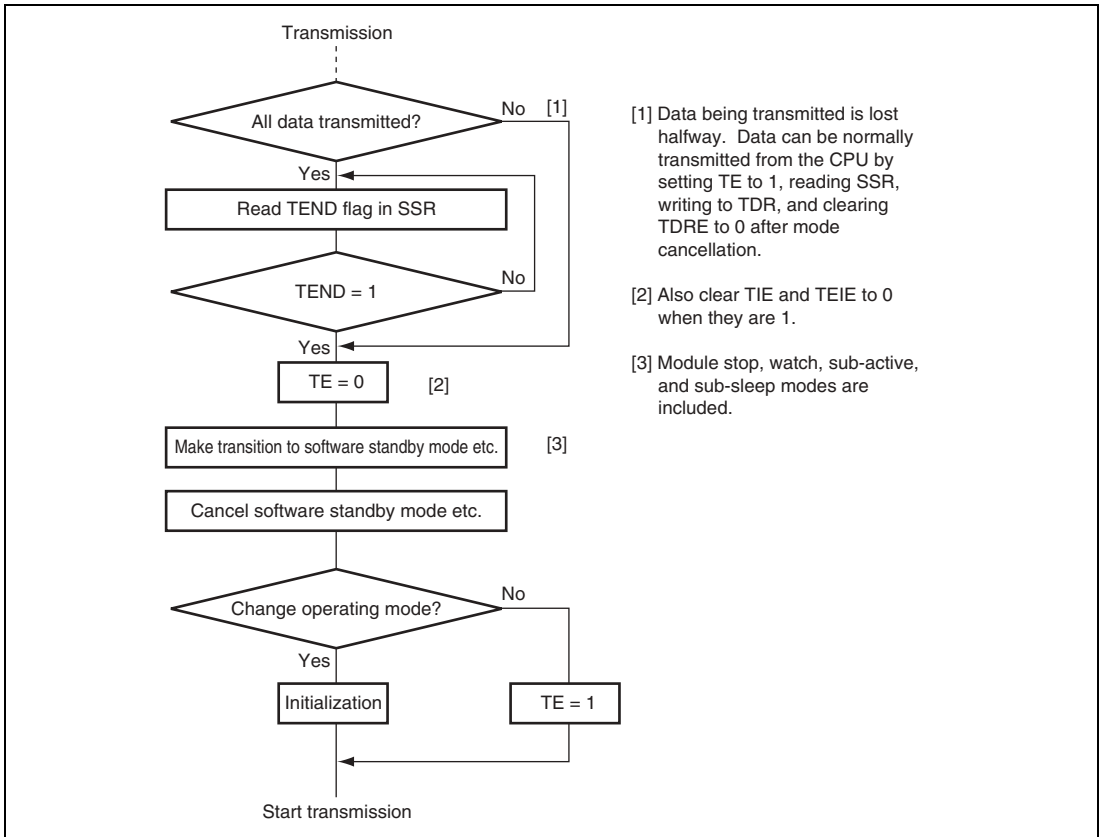 Transmission
All data transmitted?
No
[1]
Yes
Read TEND flag in SSR
TEND = 1
No
Yes
TE = 0
[2]
Make transition to software standby mode etc.
[3]
Cancel software standby mode etc.
Change operating mode?
No
Yes
Initialization
TE = 1
Start transmission
[1] Data being transmitted is lost
halfway. Data can be normally
transmitted from the CPU by
setting TE to 1, reading SSR,
writing to TDR, and clearing
TDRE to 0 after mode
cancellation.
[2] Also clear TIE and TEIE to 0
when they are 1.
[3] Module stop, watch, sub-active,
and sub-sleep modes are
included.